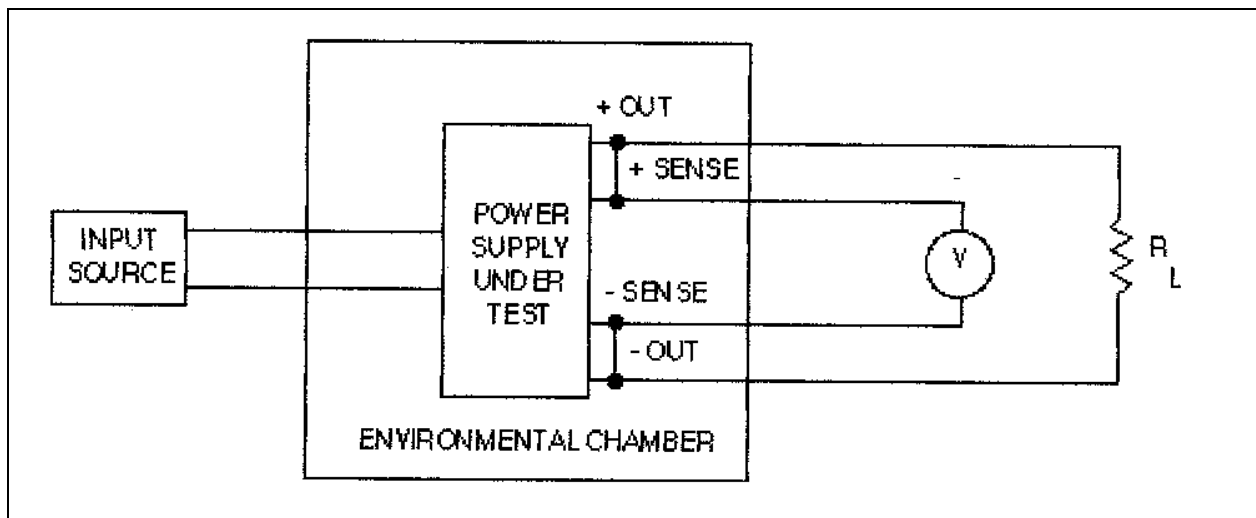 + OUT
+ SENSE
POWER
SUPPLY
UNDER
TEST
INPUT
SOURCE
V
R
L
- SENSE
- OUT
ENVIRONMENTAL CHAMBER